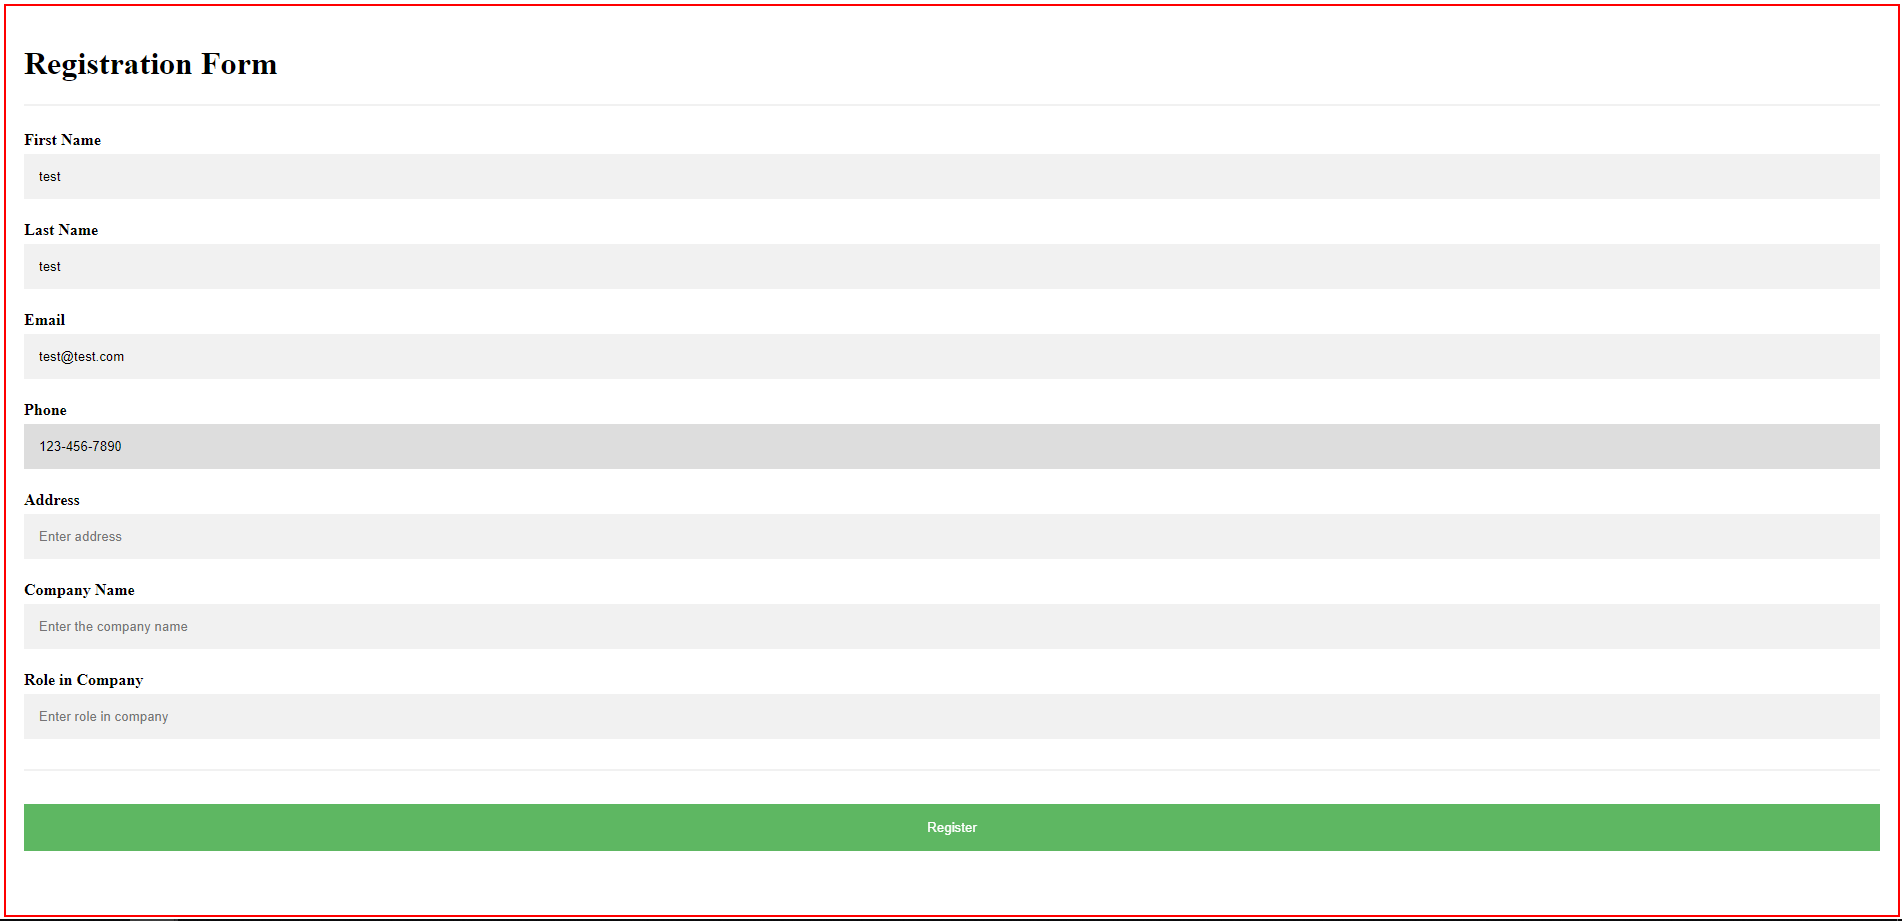 Registration Form
First Name
test
Last Name
test
Email
test@test.com
Phone
123-456-7890
Address
Enter address
Company Name
Enter the company name
Role in Company
Enter role in company
Register